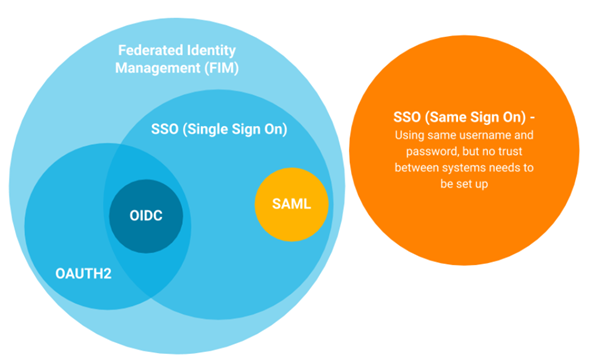 Federated Identity
Management (FIM)
SSO (Single Sign On)
OIDC
SAML
OAUTH2
SSO (Same Sign On) -
Using same username and
password, but no trust
between systems needs to
be set up